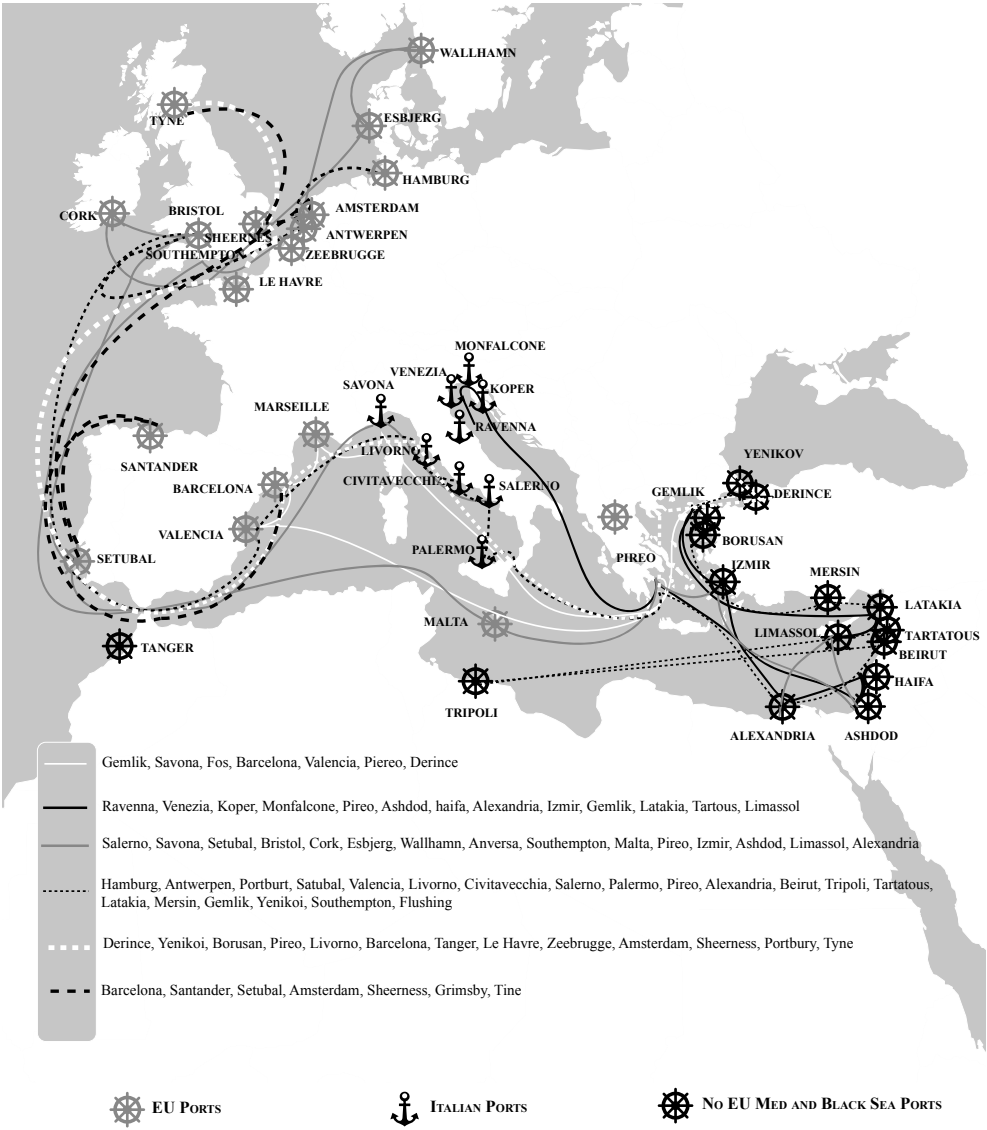 WALLHAMN
ESBJERG
TYNE
HAMBURG
AMSTERDAM
BRISTOL
CORK
SHEERNES
ANTWERPEN
SOUTHEMPTON
ZEEBRUGGE
LE HAVRE
MONFALCONE
VENEZIA
KOPER
SAVONA
MARSEILLE
RAVENNA
LIVORNO
SANTANDER
YENIKOV
CIVITAVECCHE
SALERNO
BARCELONA
GEMLIK
DERINCE
VALENCIA
BORUSAN
PALERMO
PIREO
SETUBAL
IZMIR
MERSIN
LATAKIA
MALTA
LIMASSOL
TARTATOUS
TANGER
BEIRUT
HAIFA
TRIPOLI
ALEXANDRIA
ASHDOD
Gemlik, Savona, Fos, Barcelona, Valencia, Piereo, Derince
Ravenna, Venezia, Koper, Monfalcone, Pireo, Ashdod, haifa, Alexandria, Izmir, Gemlik, Latakia, Tartous, Limassol
Salerno, Savona, Setubal, Bristol, Cork, Esbjerg, Wallhamn, Anversa, Southempton, Malta, Pireo, Izmir, Ashdod, Limassol, Alexandria
Hamburg, Antwerpen, Portburt, Satubal, Valencia, Livorno, Civitavecchia, Salerno, Palermo, Pireo, Alexandria, Beirut, Tripoli, Tartatous,
Latakia, Mersin, Gemlik, Yenikoi, Southempton, Flushing
Derince, Yenikoi, Borusan, Pireo, Livorno, Barcelona, Tanger, Le Havre, Zeebrugge, Amsterdam, Sheerness, Portbury, Tyne
Barcelona, Santander, Setubal, Amsterdam, Sheerness, Grimsby, Tine
EU PORTS
ITALIAN PORTS
NO EU MED AND BLACK SEA PORTS